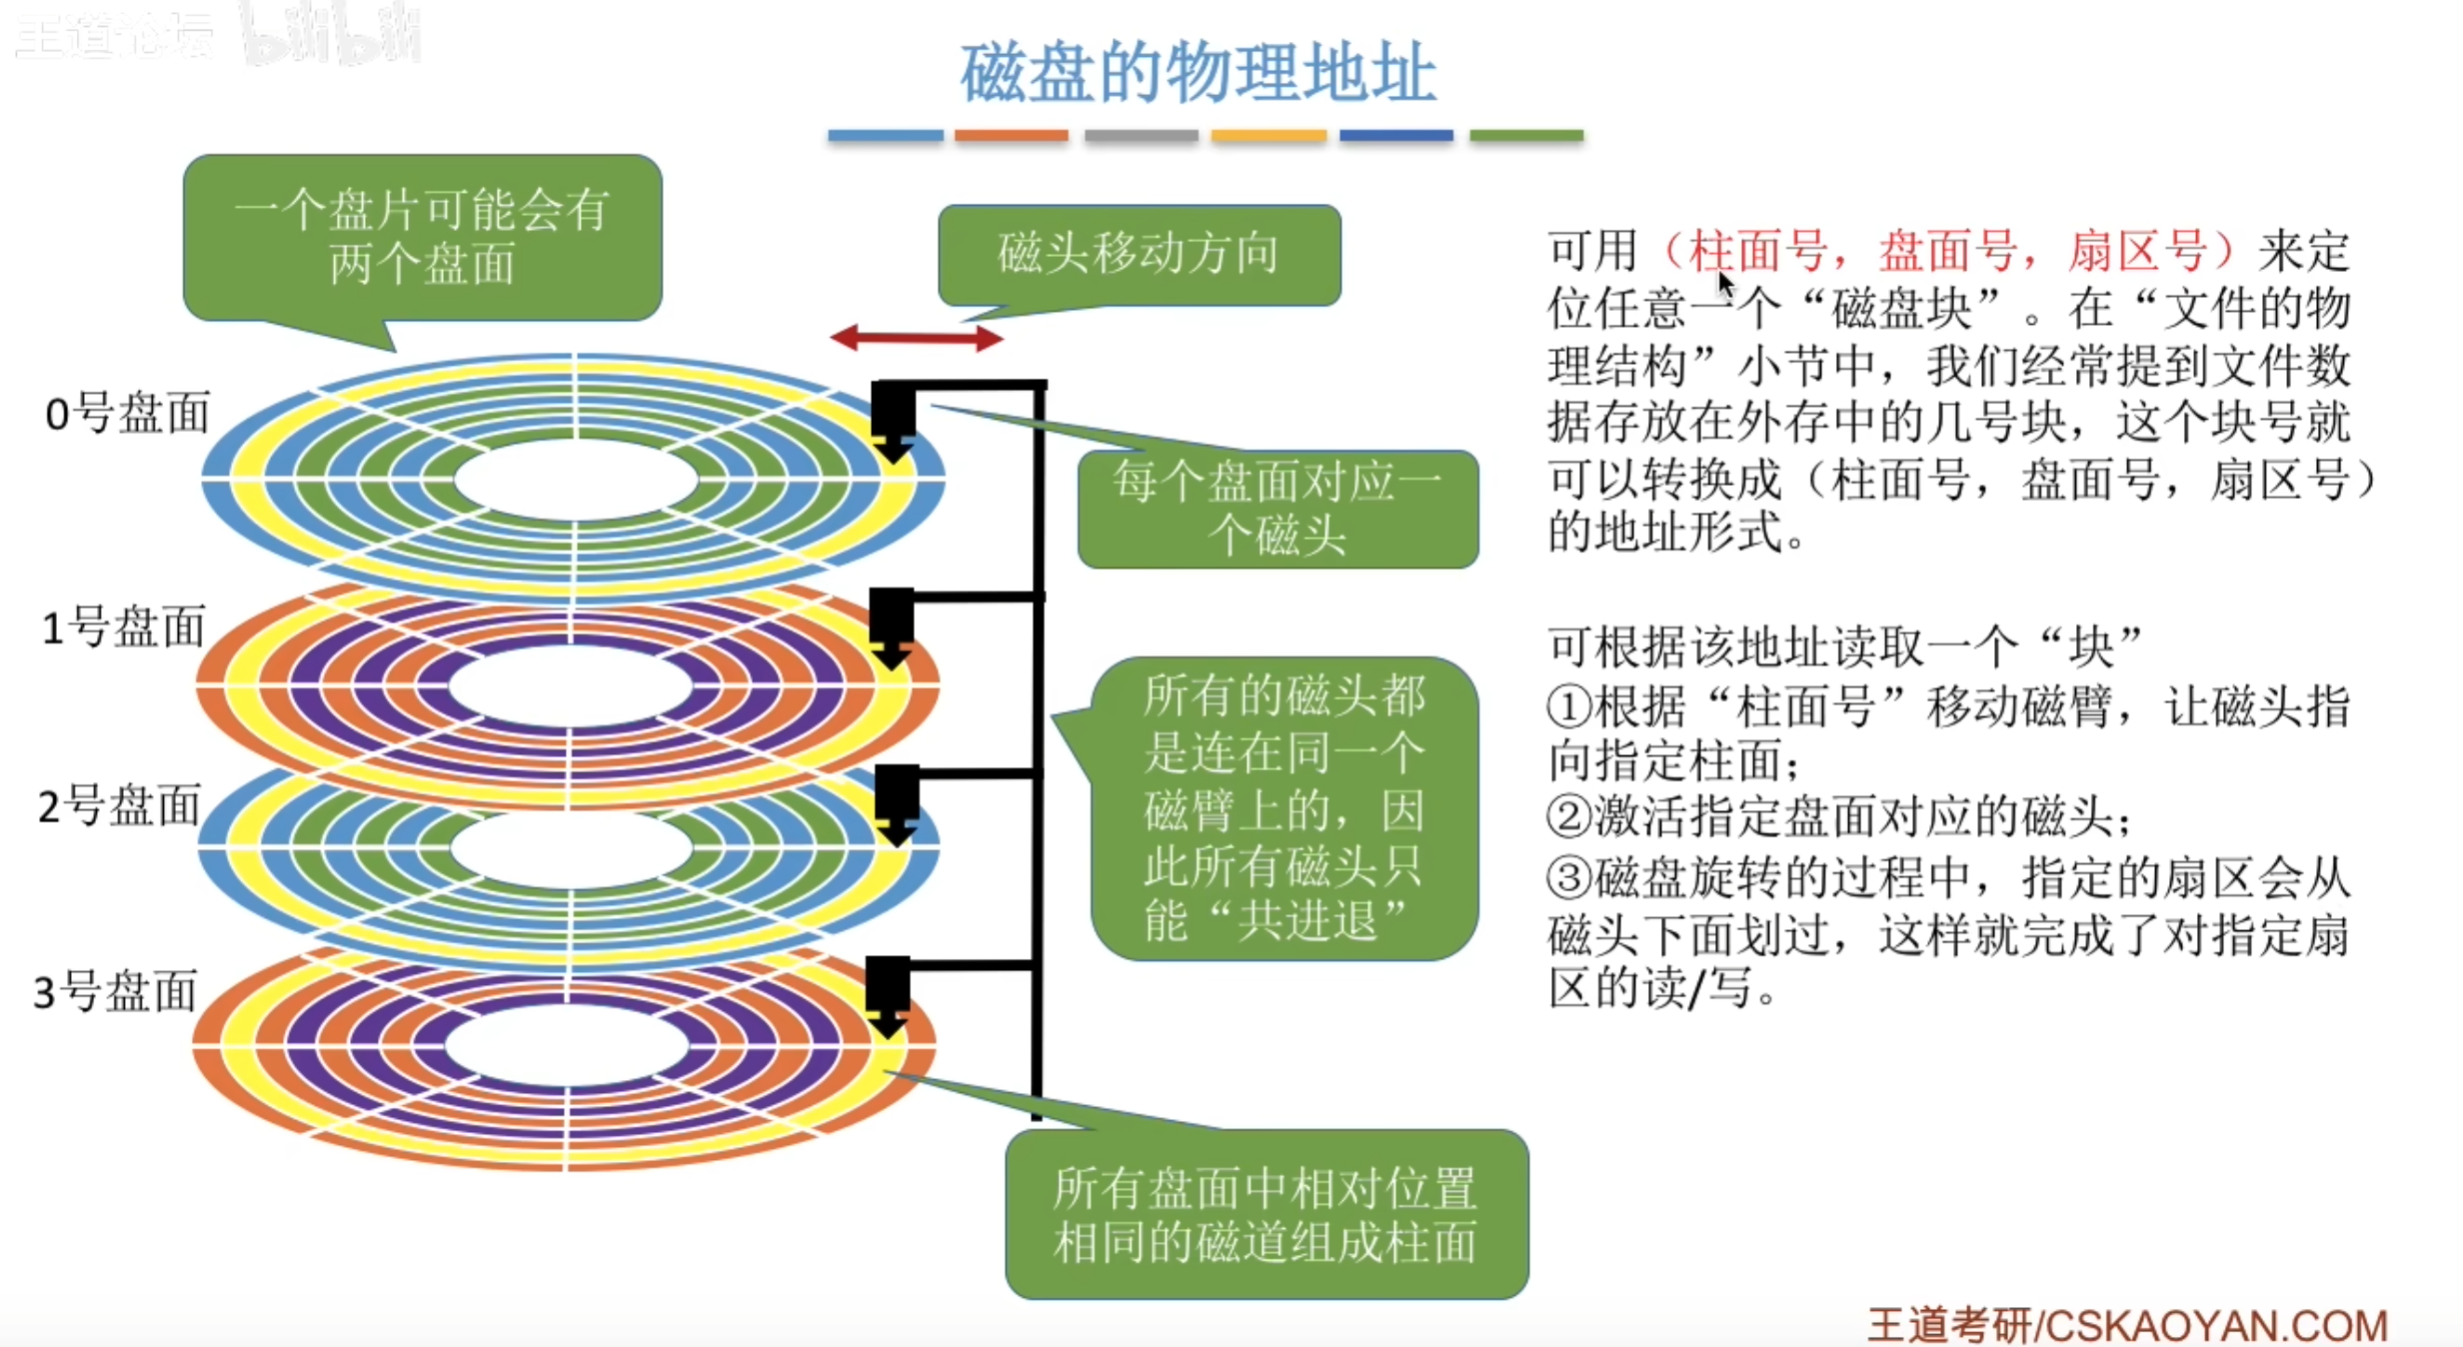 王道论坛 bilibili
磁盘的物理地址
一个盘片可能会有
两个盘面
磁头移动方向
0号盘面
每个盘面对应一
个磁头
1号盘面
所有的磁头都
是连在同一个
磁臂上的，因
此所有磁头只
能“共进退”
2号盘面
3号盘面
所有盘面中相对位置
相同的磁道组成柱面
可用（柱面号，盘面号，扇区号）来定
位任意一个“磁盘块”。在“文件的物
理结构”小节中，我们经常提到文件数
据存放在外存中的几号块，这个块号就
可以转换成（柱面号，盘面号，扇区号）
的地址形式。
可根据该地址读取一个“块”
①根据“柱面号”移动磁臂，让磁头指
向指定柱面；
②激活指定盘面对应的磁头；
③磁盘旋转的过程中，指定的扇区会从
磁头下面划过，这样就完成了对指定扇
区的读/写。
王道考研/CSKAOYAN.COM